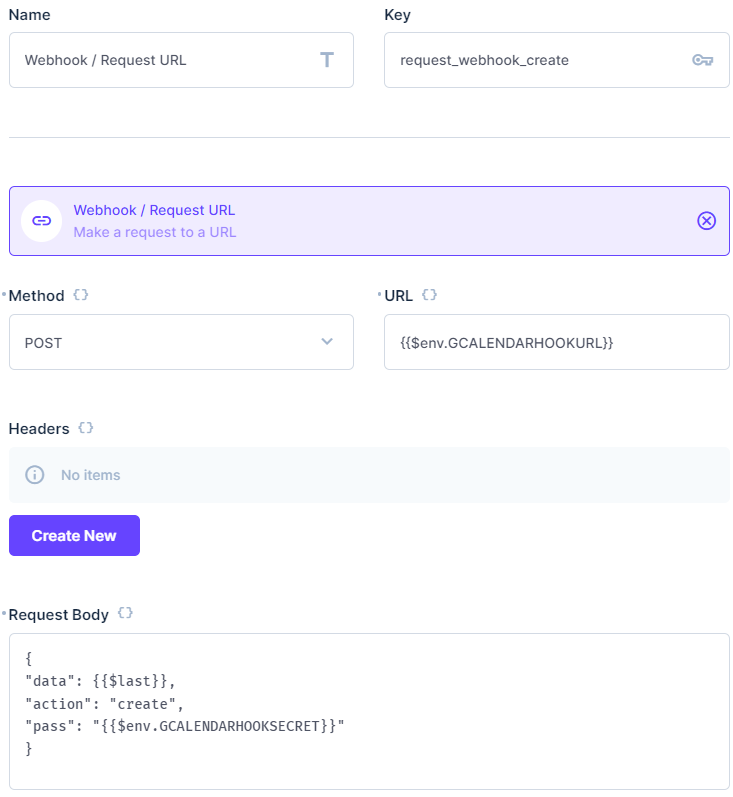 Name
Key
Webhook / Request URL
request_webhook_create
Webhook / Request URL
Make a request to a URL
Method {}
URL {}
POST
{{$env.GCALENDARHOOKURL}}
Headers {}
No items
Create New
Request Body {}
{
"data": {{$last}},
"action": "create",
"pass": "{{$env.GCALENDARHOOKSECRET}}"
}